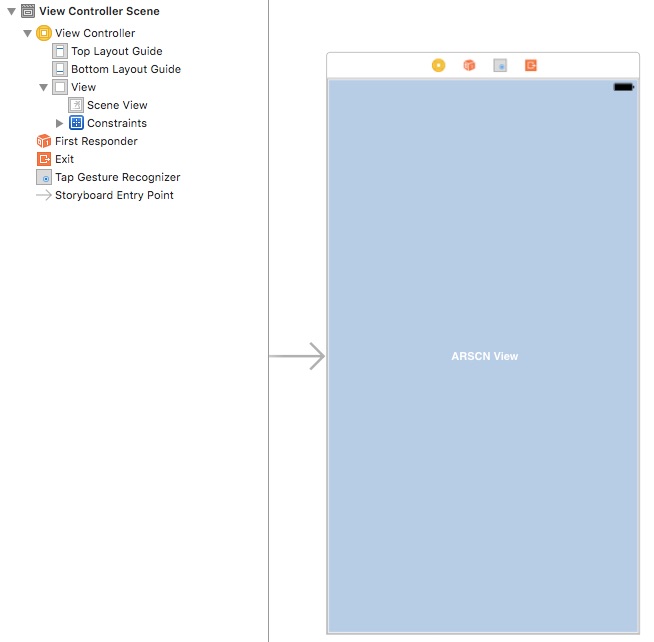 View Controller Scene
View Controller
Top Layout Guide
Bottom Layout Guide
View
Scene View
Constraints
First Responder
Exit
Tap Gesture Recognizer
Storyboard Entry Point
ARSCN View